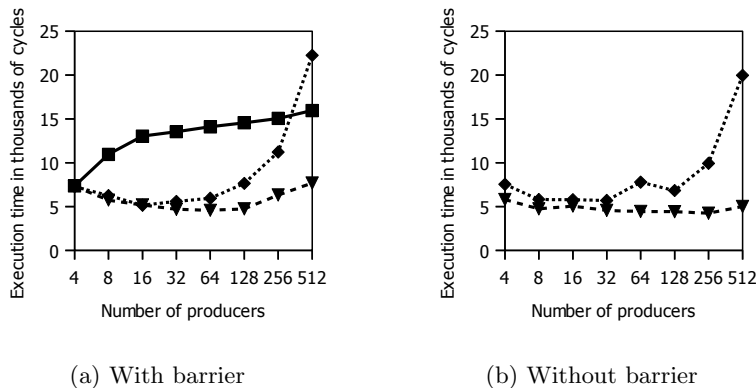 Execution time in thousands of cycles
25
20
15
10
5
0
4 8 16 32 64 128 256 512
Number of producers
(a) With barrier
Execution time in thousands of cycles
25
20
15
10
5
0
4 8 16 32 64 128 256 512
Number of producers
(b) Without barrier